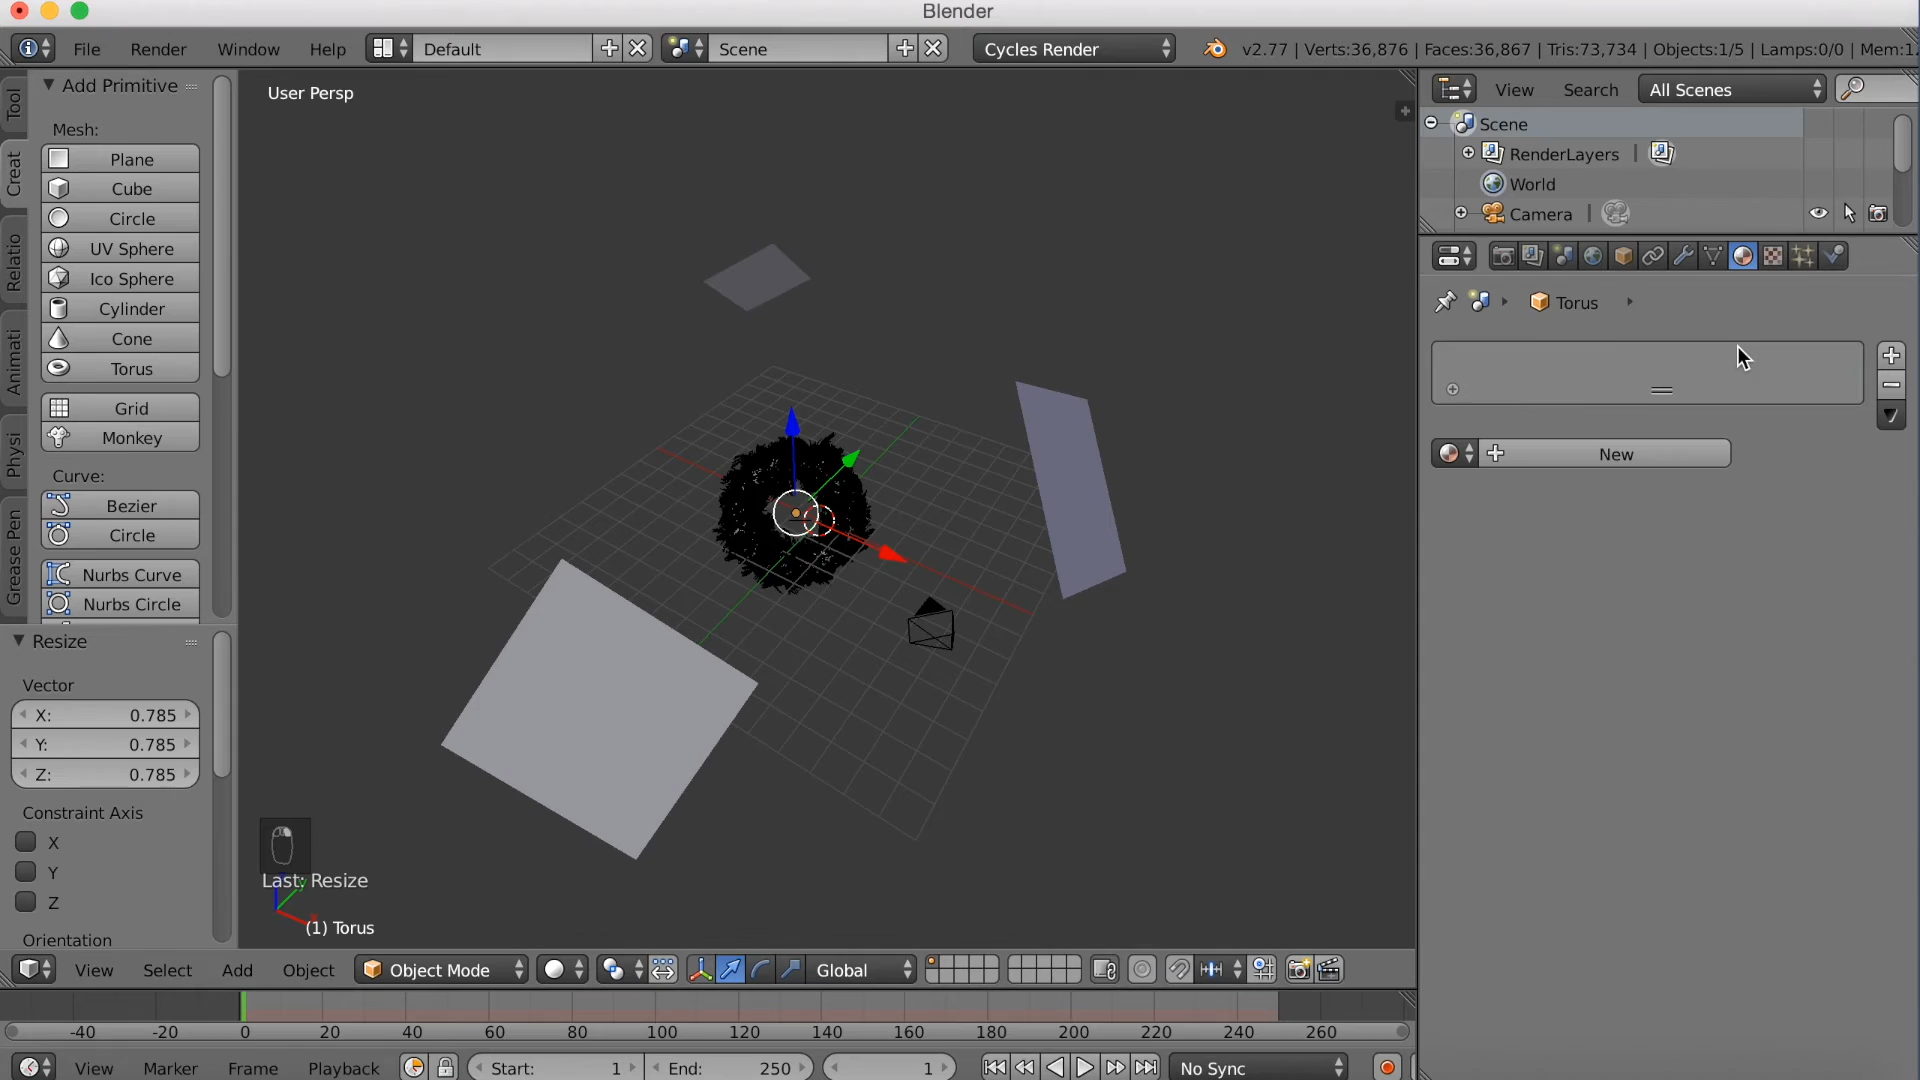 Blender
File Render Window Help Default Scene Cycles Render v2.77 | Verts:36,876 | Faces:36,867 | Tris:73,734 | Objects:1/5 | Lamps:0/0 | Mem:1.
Tool
Creat
Relatio
Animati
Physi
Grease Pen
Add Primitive
Mesh:
Plane
Cube
Circle
UV Sphere
Ico Sphere
Cylinder
Cone
Torus
Grid
Monkey
Curve:
Bezier
Circle
Nurbs Curve
Nurbs Circle
Resize
Vector
X: 0.785
Y: 0.785
Z: 0.785
Constraint Axis
X
Y
Z
Orientation
User Persp
Last: Resize
(1) Torus
View Search All Scenes
Scene
RenderLayers |
World
Camera |
Torus
New
View Select Add Object Object Mode Global
-40 -20 0 20 40 60 80 100 120 140 160 180 200 220 240 260
View Marker Frame Playback Start: 1 End: 250 1 No Sync